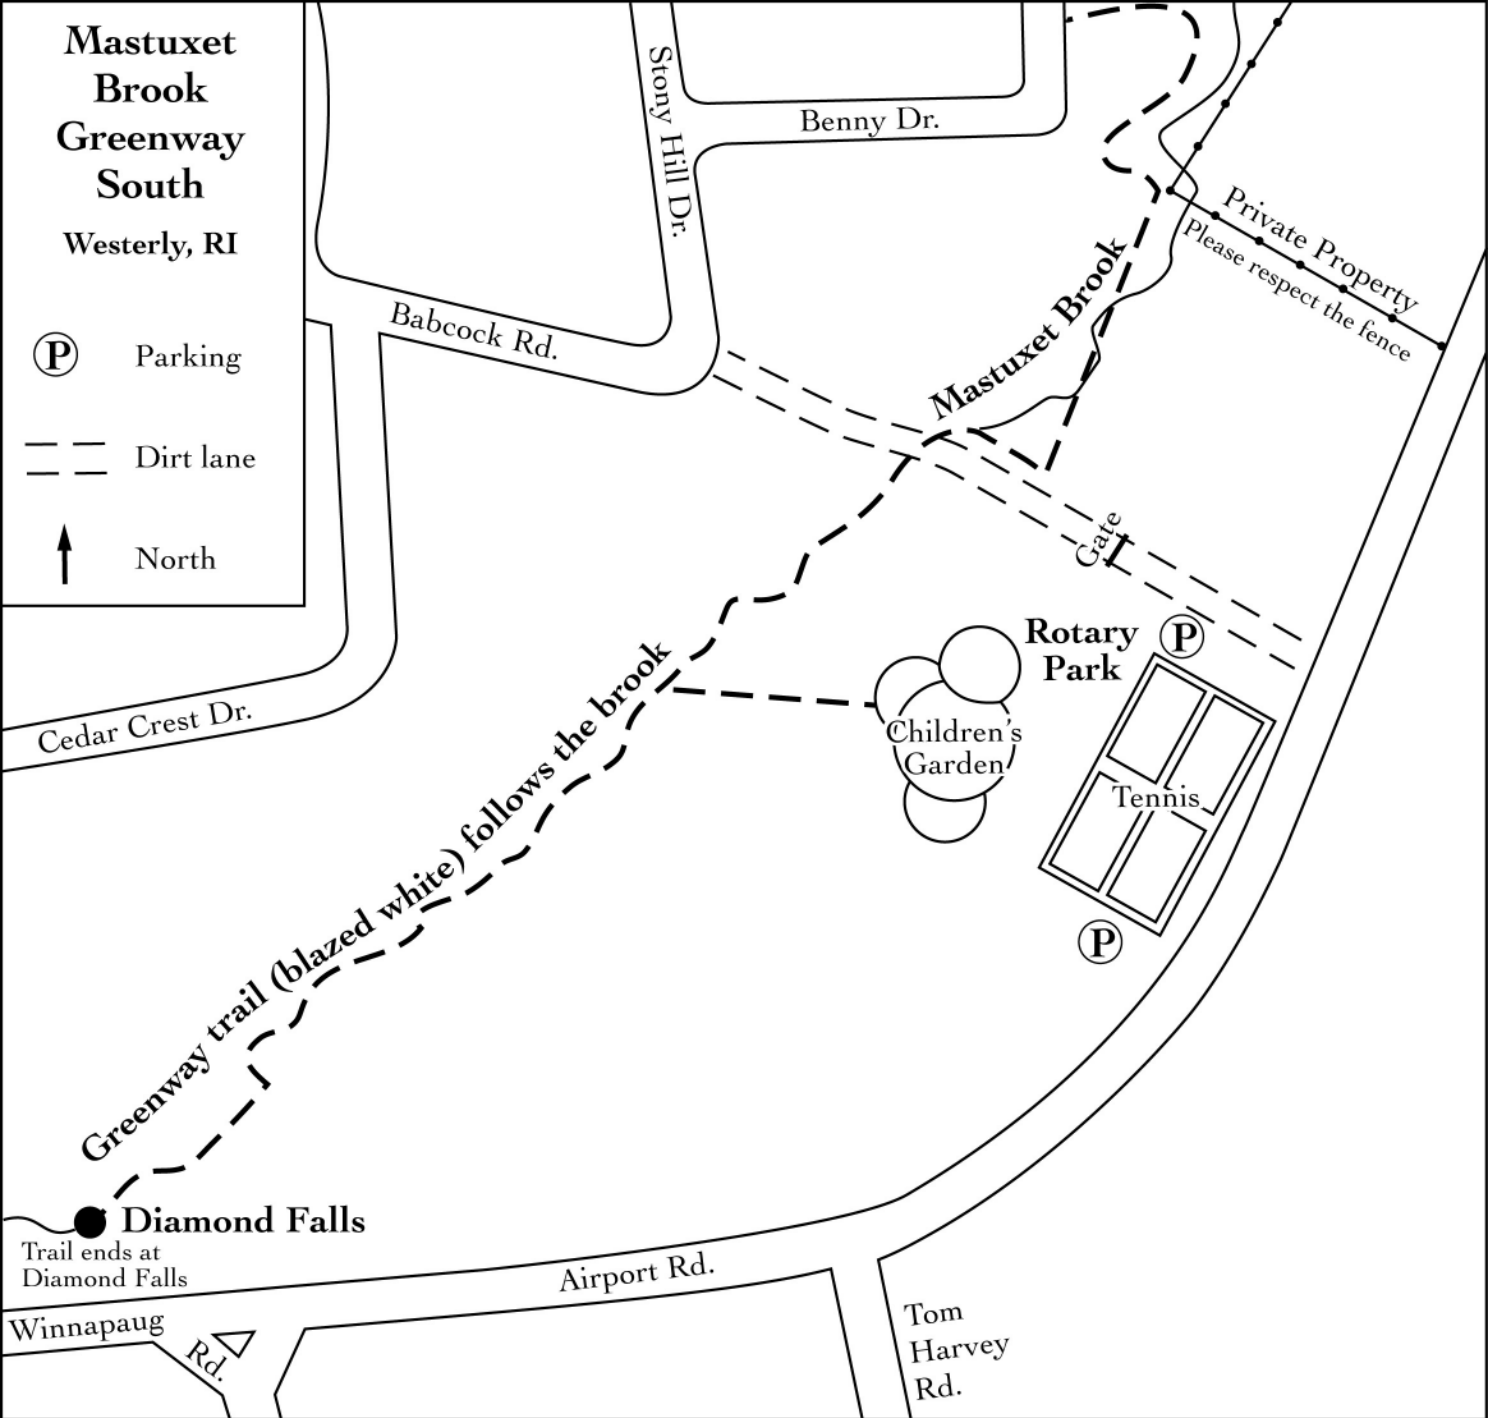 Mastuxet
Brook
Greenway
South
Westerly, RI
P
Parking
Dirt lane
North
Stony Hill Dr.
Benny Dr.
Babcock Rd.
Private Property
Please respect the fence
Mastuxet Brook
Gate
Rotary
Park
P
Children's
Garden
Tennis
P
Cedar Crest Dr.
Greenway trail (blazed white) follows the brook
Diamond Falls
Trail ends at
Diamond Falls
Airport Rd.
Winnapaug
Rd.
Tom
Harvey
Rd.